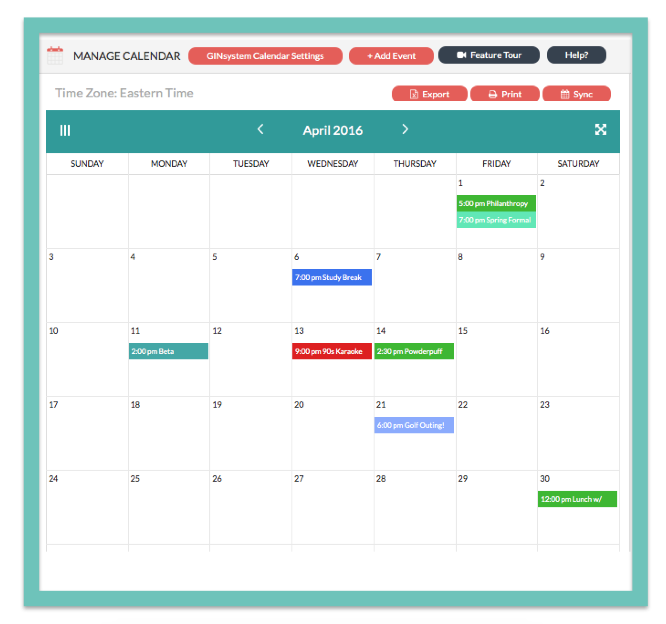 MANAGE CALENDAR GINsystem Calendar Settings + Add Event Feature Tour Help?
Time Zone: Eastern Time Export Print Sync
April 2016
SUNDAY MONDAY TUESDAY WEDNESDAY THURSDAY FRIDAY SATURDAY
1 2
5:00 pm Philanthropy
7:00 pm Spring Formal
3 4 5 6 7 8 9
7:00 pm Study Break
10 11 12 13 14 15 16
2:00 pm Beta 9:00 pm 90s Karaoke 2:30 pm Powderpuff
17 18 19 20 21 22 23
6:00 pm Golf Outing!
24 25 26 27 28 29 30
12:00 pm Lunch w/